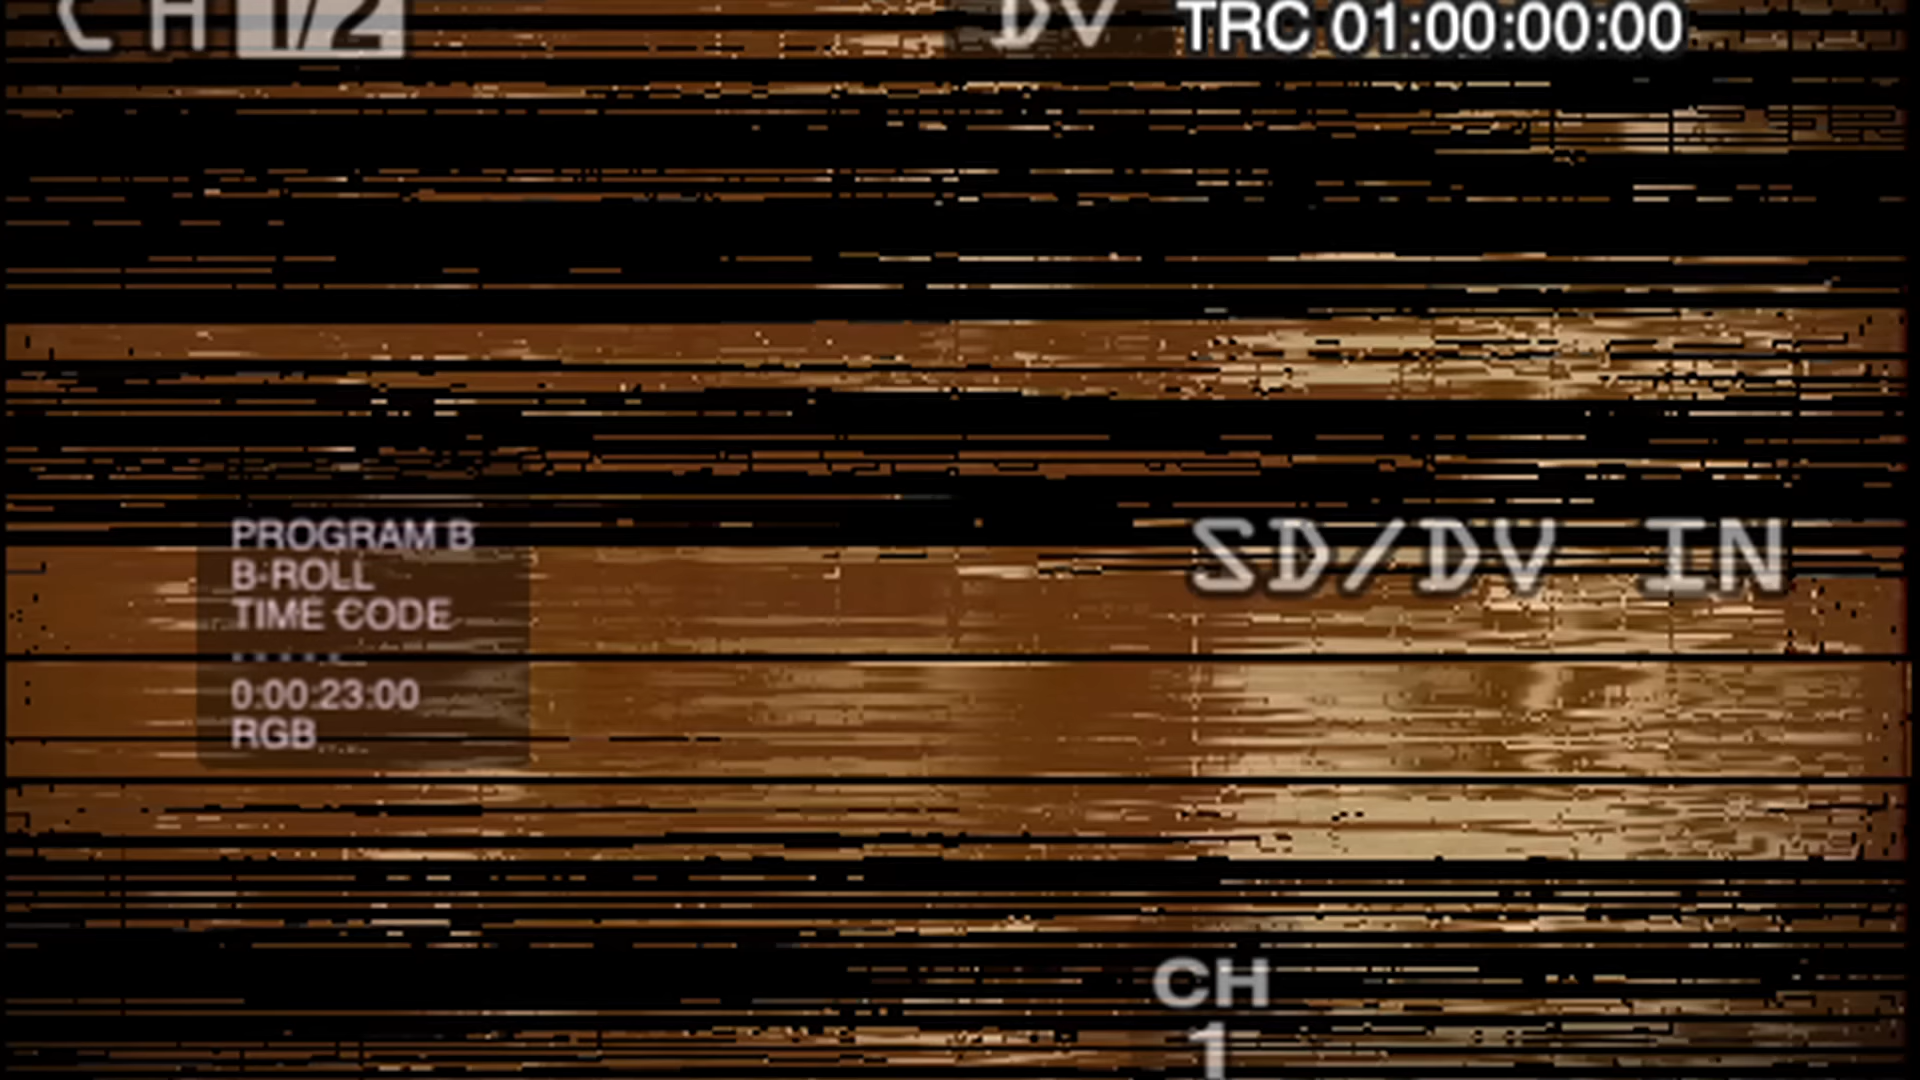 CH 1/2
DV
TRC 01:00:00:00
PROGRAM B
B-ROLL
TIME CODE
0:00:23:00
RGB
SD/DV IN
CH
1